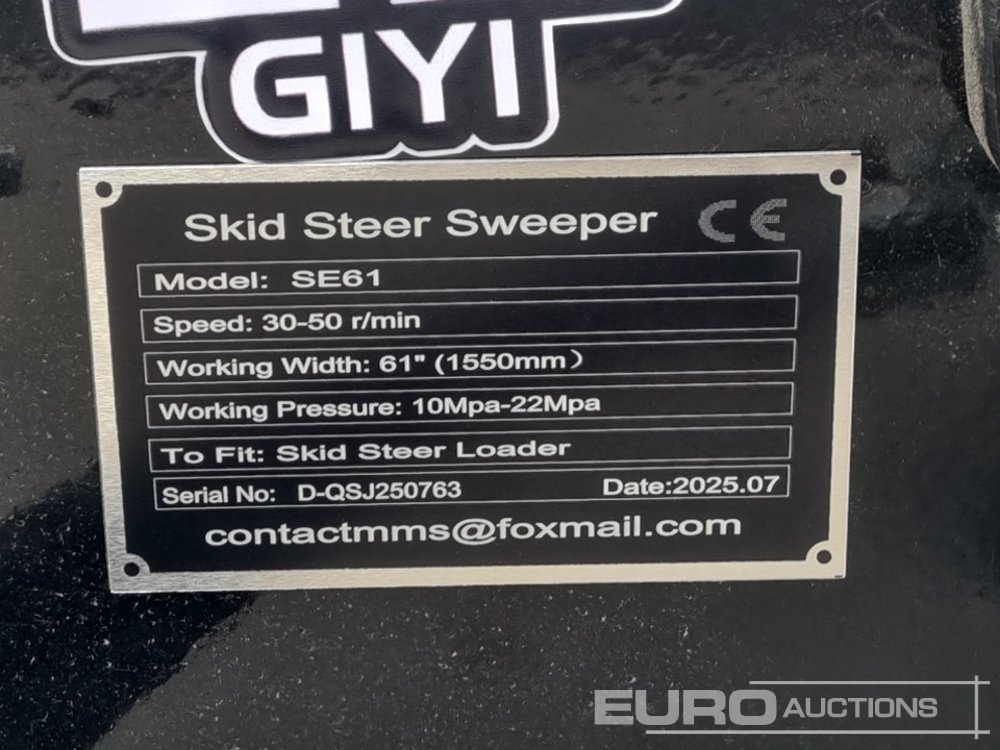 GIYI
Skid Steer Sweeper CE
Model: SE61
Speed: 30-50 r/min
Working Width: 61" (1550mm）
Working Pressure: 10Mpa-22Mpa
To Fit: Skid Steer Loader
Serial No: D-QSJ250763 Date:2025.07
contactmms@foxmail.com
EURO AUCTIONS